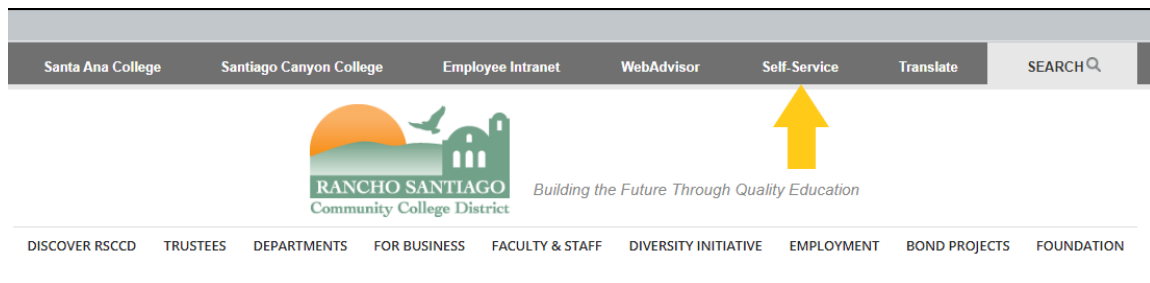 Santa Ana College Santiago Canyon College Employee Intranet WebAdvisor Self-Service Translate SEARCH
RANCHO SANTIAGO
Community College District
Building the Future Through Quality Education
DISCOVER RSCCD TRUSTEES DEPARTMENTS FOR BUSINESS FACULTY & STAFF DIVERSITY INITIATIVE EMPLOYMENT BOND PROJECTS FOUNDATION